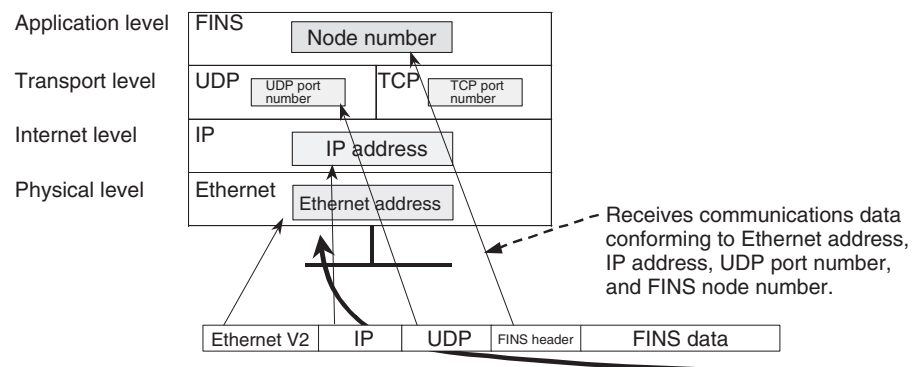 Application level
FINS
Node number
Transport level
UDP
UDP port
number
TCP
TCP port
number
Internet level
IP
IP address
Physical level
Ethernet
Ethernet address
Receives communications data
conforming to Ethernet address,
IP address, UDP port number,
and FINS node number.
Ethernet V2
IP
UDP
FINS header
FINS data